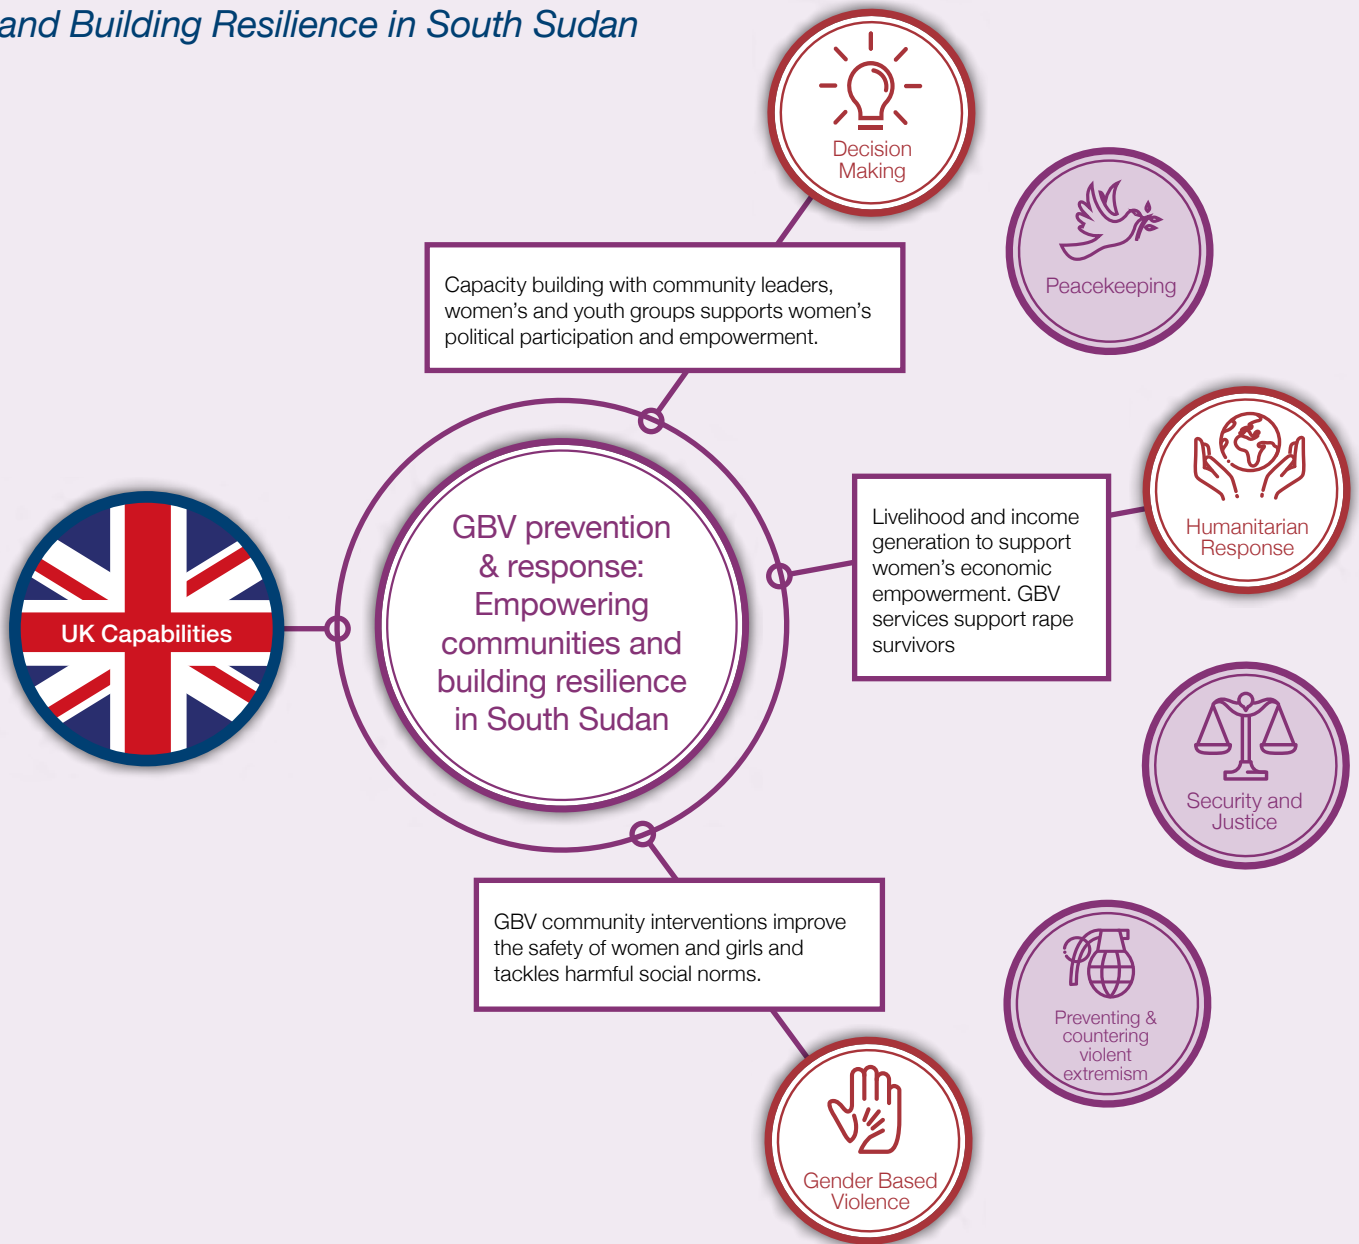 and Building Resilience in South Sudan
Decision
Making
Peacekeeping
Capacity building with community leaders,
women’s and youth groups supports women’s
political participation and empowerment.
Humanitarian
Response
Livelihood and income
generation to support
women’s economic
empowerment. GBV
services support rape
survivors
GBV prevention
& response:
Empowering
communities and
building resilience
in South Sudan
UK Capabilities
Security and
Justice
GBV community interventions improve
the safety of women and girls and
tackles harmful social norms.
Preventing &
countering
violent
extremism
Gender Based
Violence